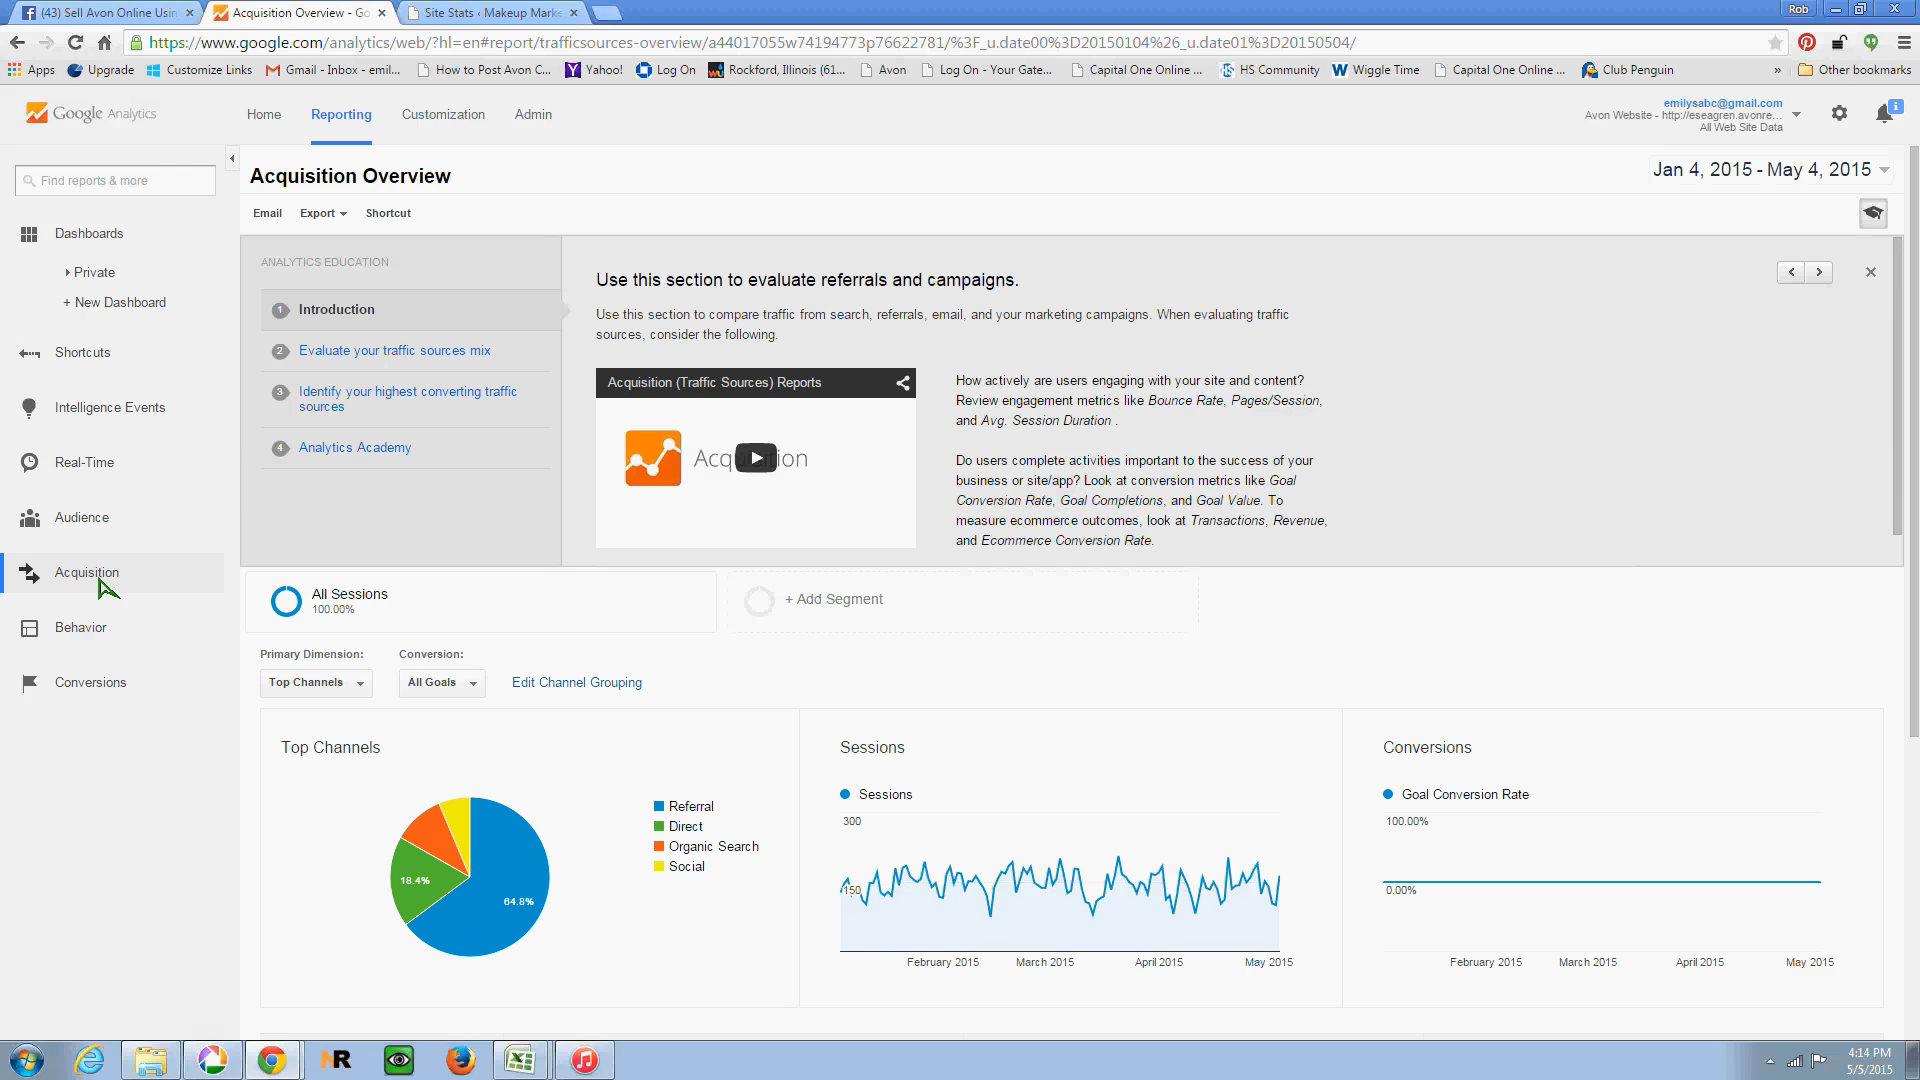 (43) Sell Avon Online Usin
Acquisition Overview - Go
Site Stats ‹ Makeup Marke
Rob
https://www.google.com/analytics/web/?hl=en#report/trafficsources-overview/a44017055w74194773p76622781/%3F_u.date00%3D20150104%26_u.date01%3D20150504/
Apps
Upgrade
Customize Links
Gmail - Inbox - emil...
How to Post Avon C...
Yahoo!
Log On
Rockford, Illinois (61...
Avon
Log On - Your Gate...
Capital One Online ...
HS Community
Wiggle Time
Capital One Online ...
Club Penguin
»
Other bookmarks
Google Analytics
Home
Reporting
Customization
Admin
emilysabc@gmail.com
Avon Website - http://eseagren.avonre...
All Web Site Data
Find reports & more
Dashboards
Private
+ New Dashboard
Shortcuts
Intelligence Events
Real-Time
Audience
Acquisition
Behavior
Conversions
Acquisition Overview
Jan 4, 2015 - May 4, 2015
Email
Export
Shortcut
ANALYTICS EDUCATION
1 Introduction
2 Evaluate your traffic sources mix
3 Identify your highest converting traffic
sources
4 Analytics Academy
Use this section to evaluate referrals and campaigns.
Use this section to compare traffic from search, referrals, email, and your marketing campaigns. When evaluating traffic
sources, consider the following.
Acquisition (Traffic Sources) Reports
How actively are users engaging with your site and content?
Review engagement metrics like Bounce Rate, Pages/Session,
and Avg. Session Duration .
Do users complete activities important to the success of your
business or site/app? Look at conversion metrics like Goal
Conversion Rate, Goal Completions, and Goal Value. To
measure ecommerce outcomes, look at Transactions, Revenue,
and Ecommerce Conversion Rate.
All Sessions
100.00%
+ Add Segment
Primary Dimension:
Conversion:
Top Channels
All Goals
Edit Channel Grouping
Top Channels
Referral
Direct
Organic Search
Social
18.4%
64.8%
Sessions
Sessions
300
150
February 2015
March 2015
April 2015
May 2015
Conversions
Goal Conversion Rate
100.00%
0.00%
February 2015
March 2015
April 2015
May 2015
NR
4:14 PM
5/5/2015